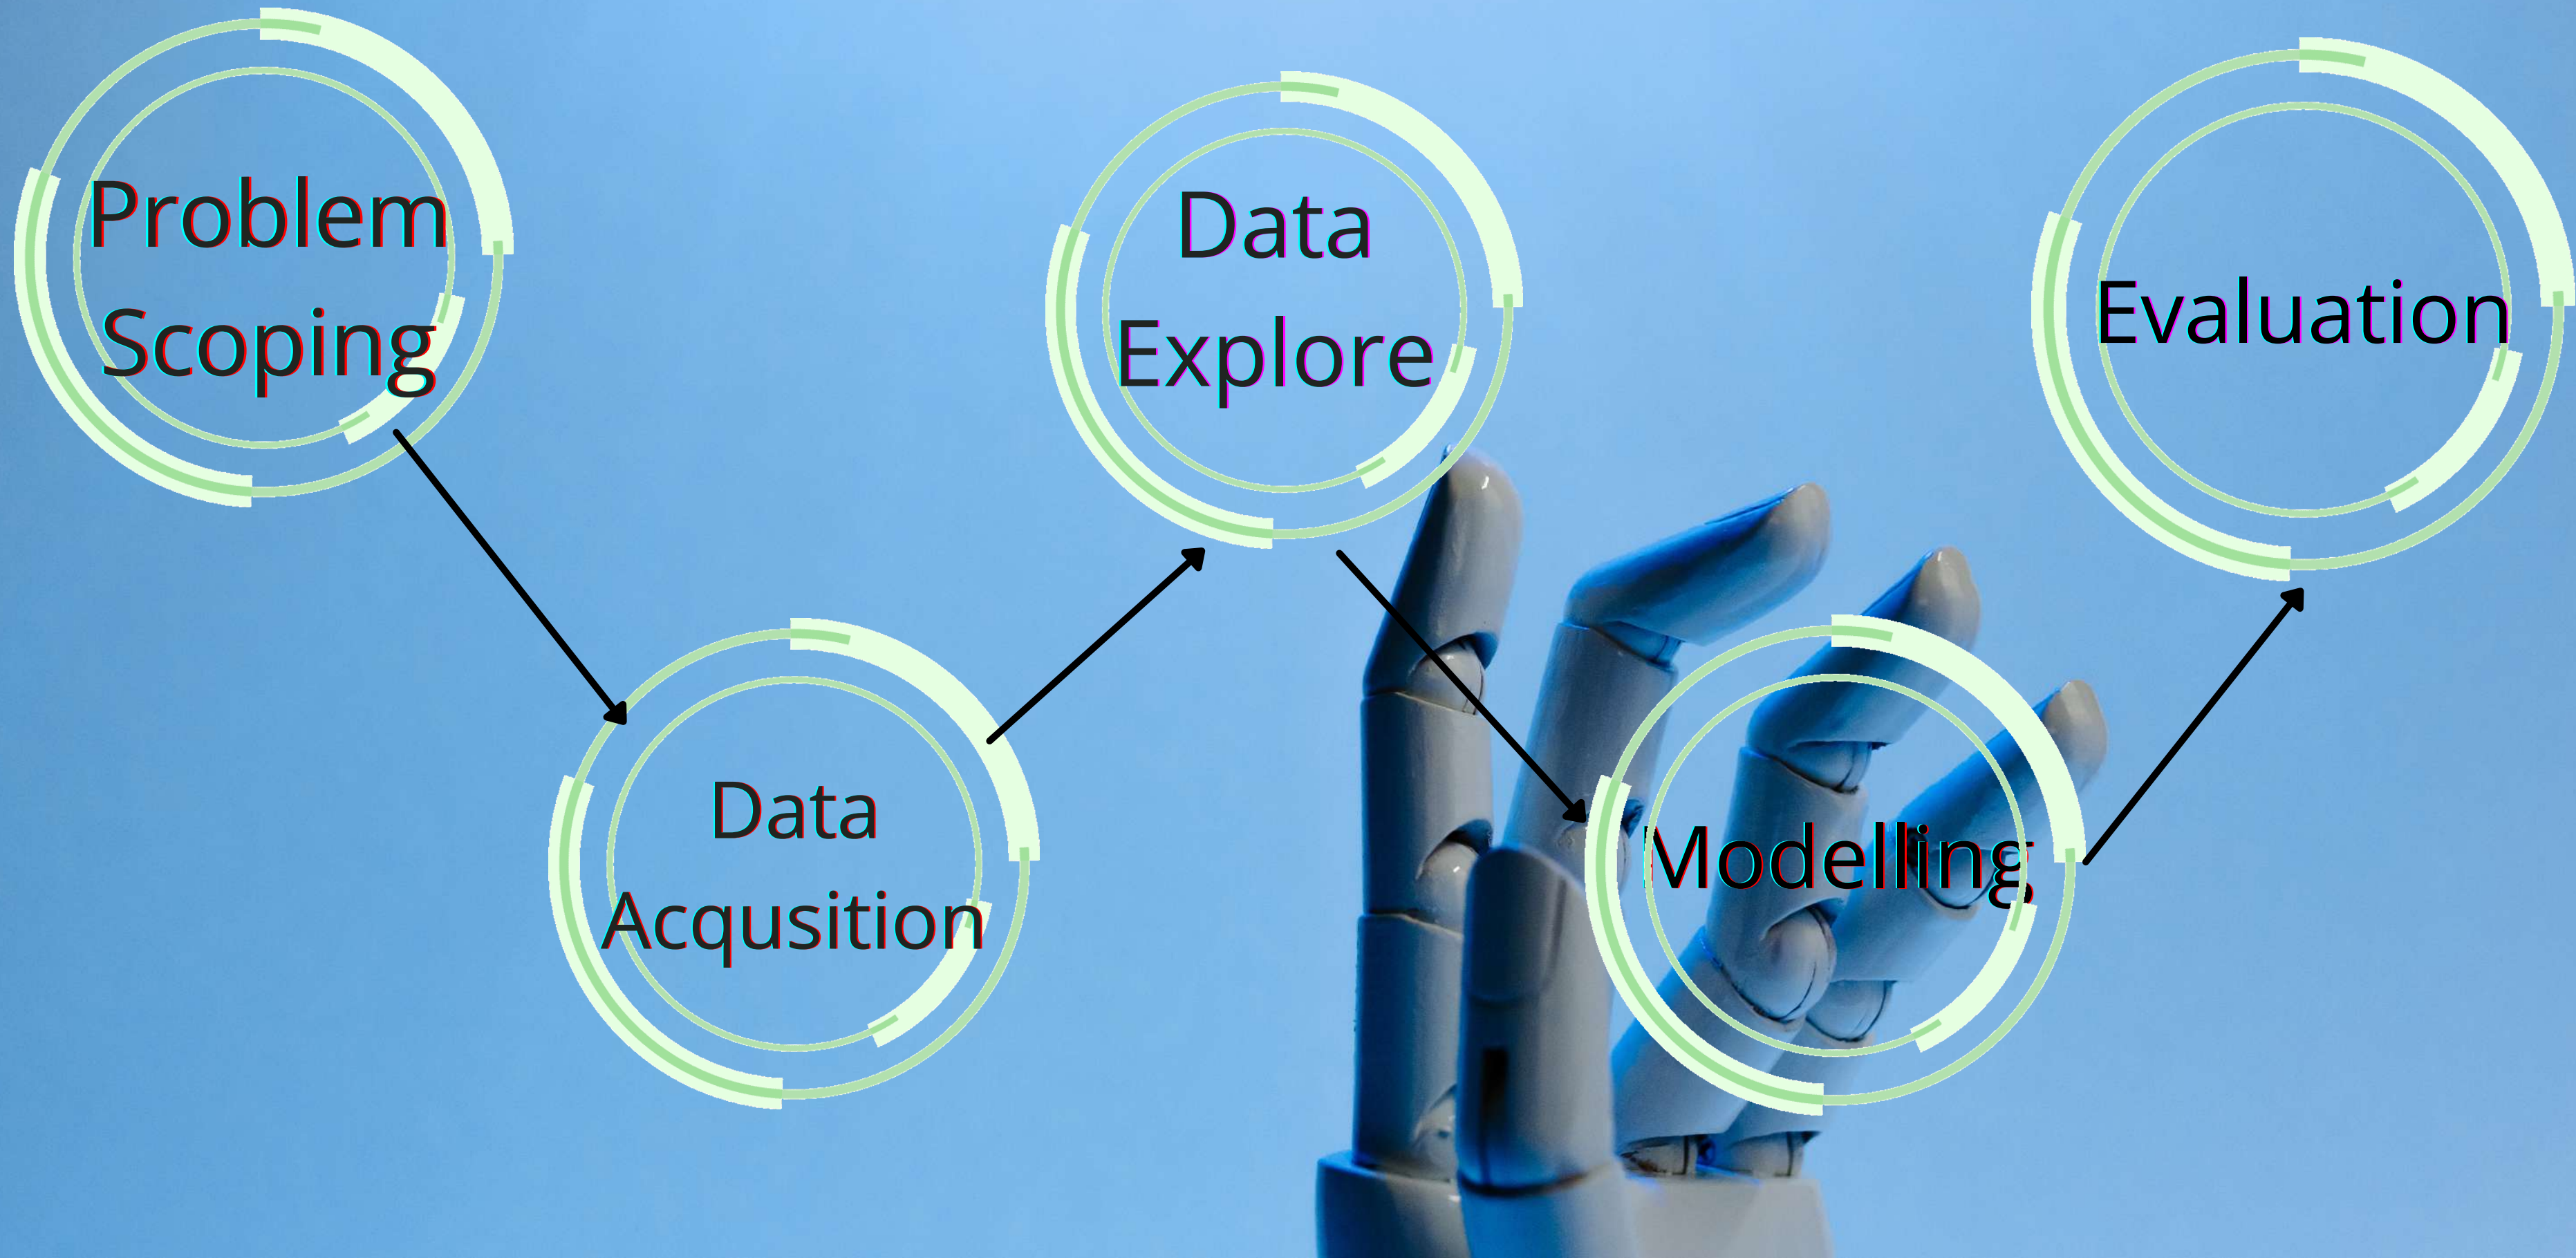 Problem
Scoping
Data
Acqusition
Data
Explore
Modelling
Evaluation